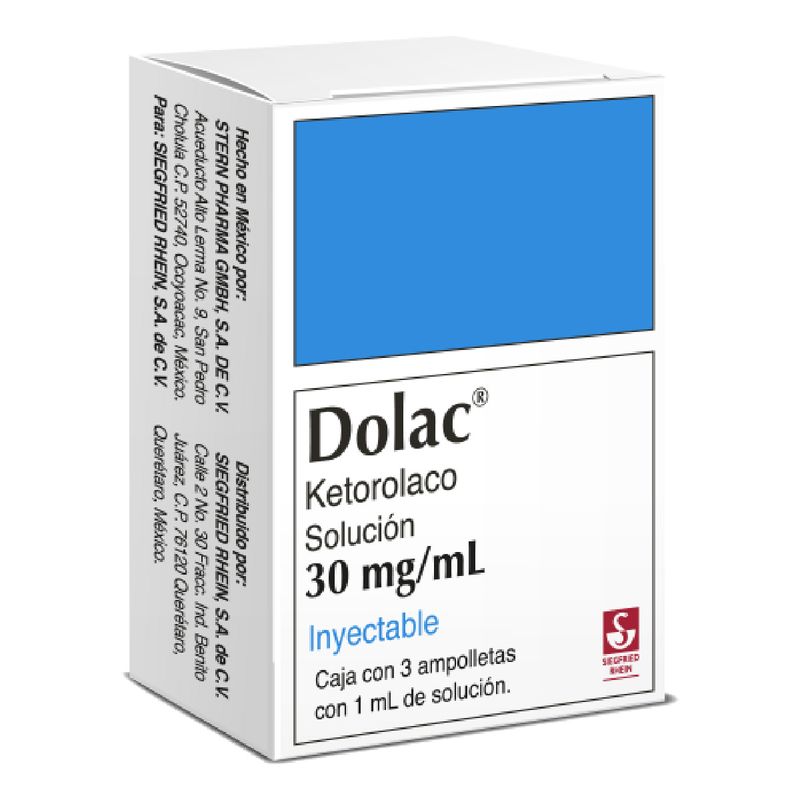 Dolac®
Ketorolaco
Solución
30 mg/mL
Inyectable
Caja con 3 ampolletas
con 1 mL de solución.
SIEGFRIED
RHEIN
Hecho en México por:
STERN PHARMA GMBH, S.A. DE C.V.
Acueducto Alto Lerma No. 9, San Pedro
Cholula C.P. 52740, Ocoyoacac, México.
Para: SIEGFRIED RHEIN, S.A. de C.V.
Distribuido por:
SIEGFRIED RHEIN, S.A. de C.V.
Calle 2 No. 30 Fracc. Ind. Benito
Juárez, C.P. 76120 Querétaro,
Querétaro, México.